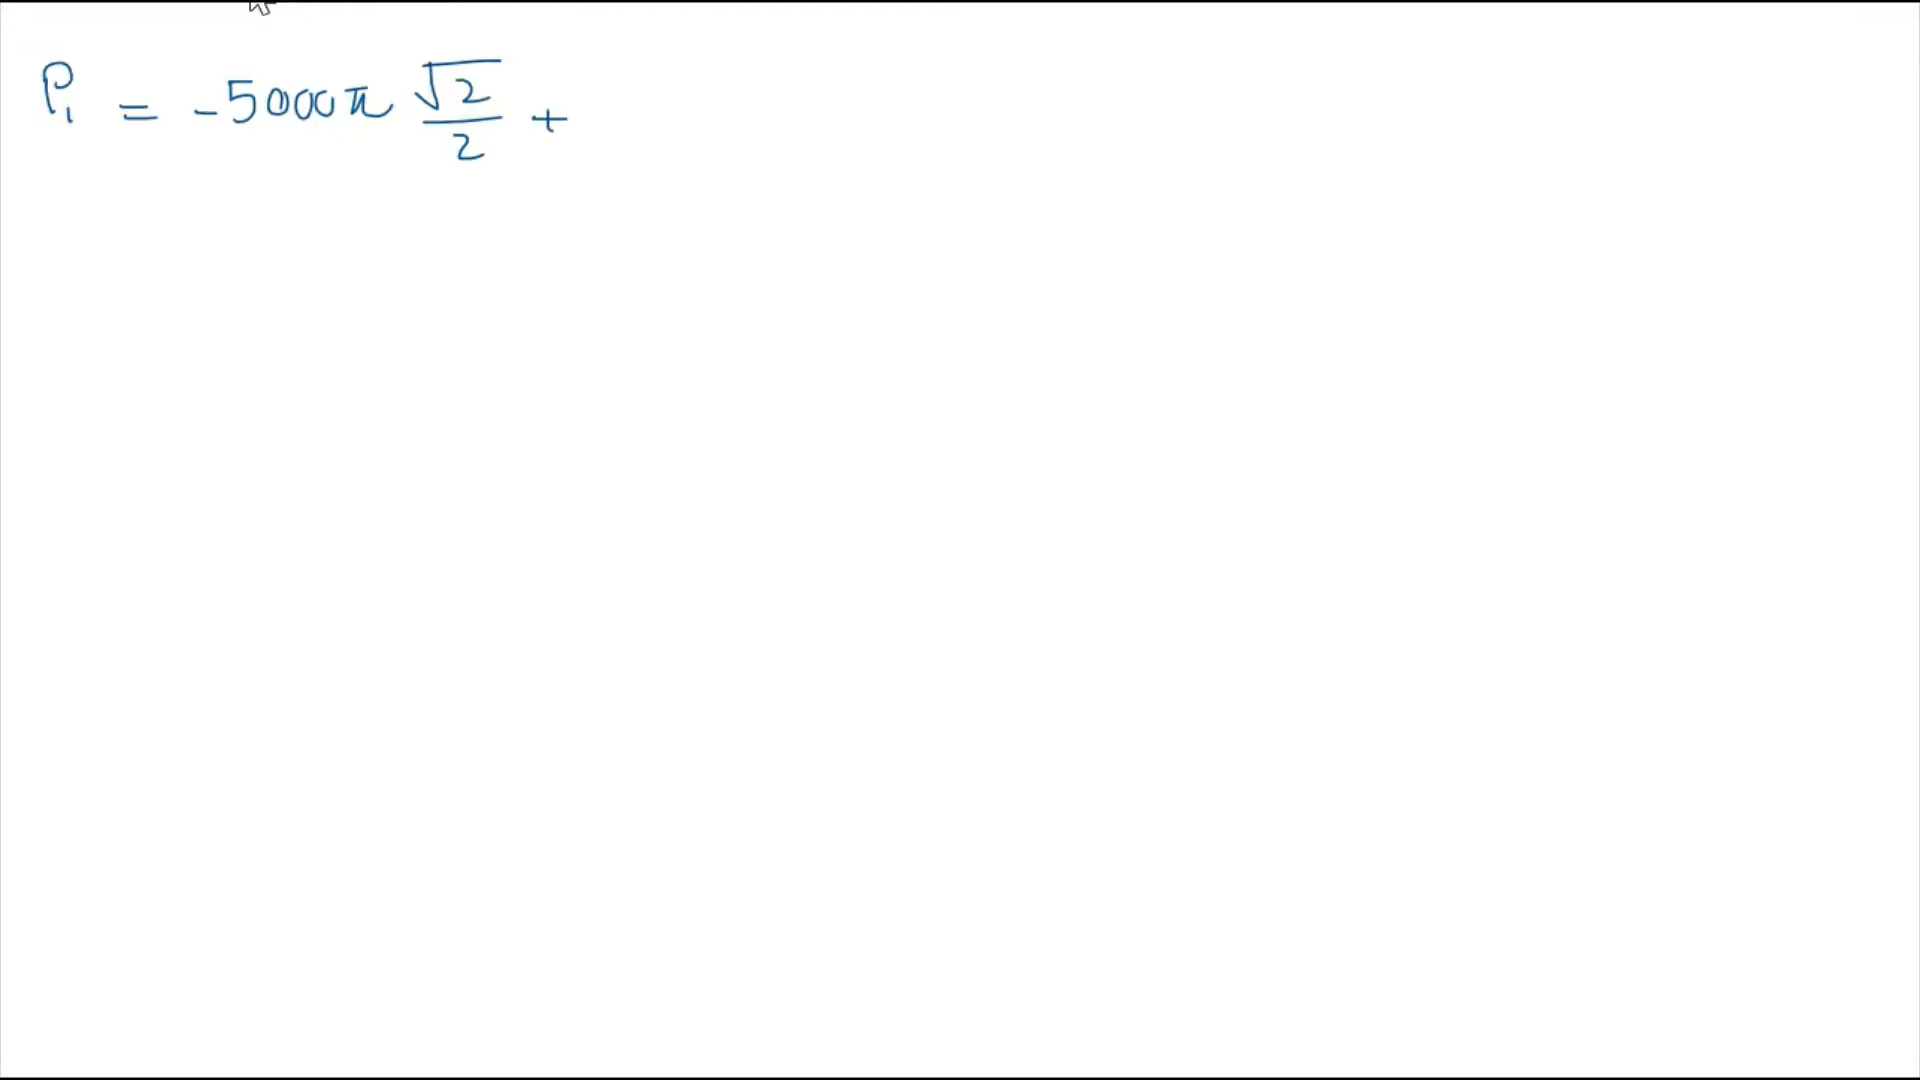 P₁ = -5000π √2/2 +